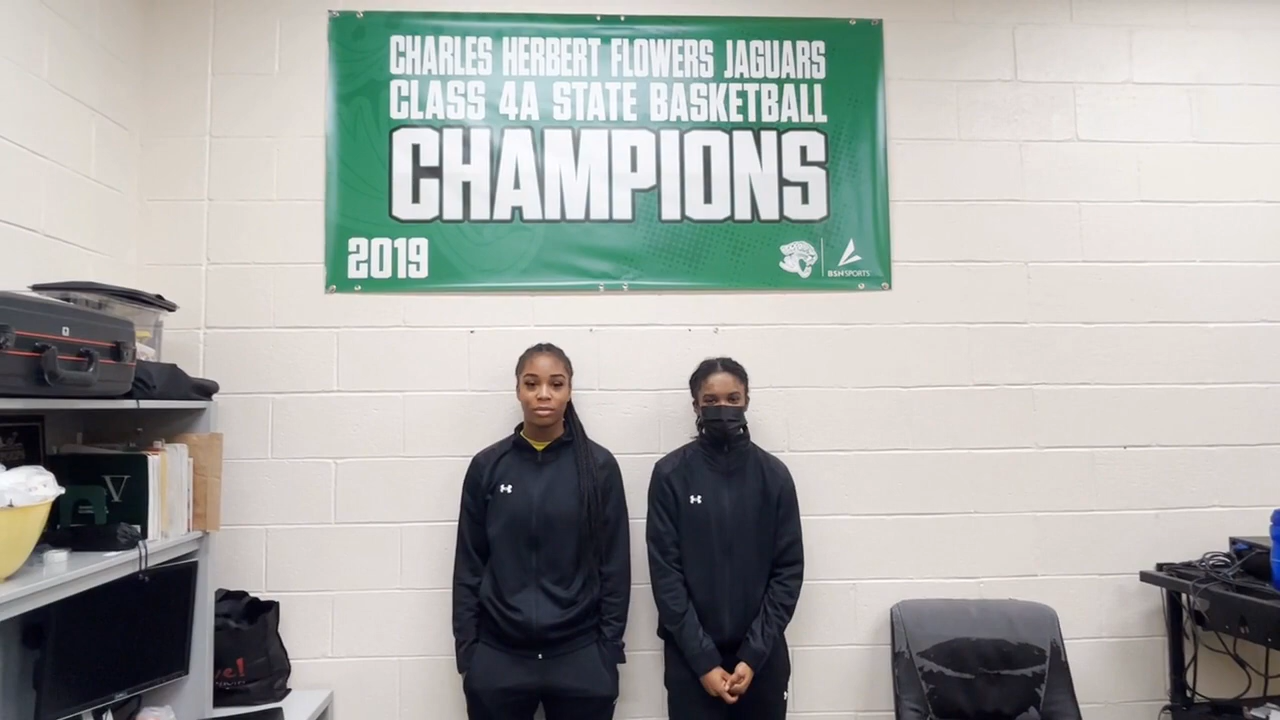 CHARLES HERBERT FLOWERS JAGUARS
CLASS 4A STATE BASKETBALL
CHAMPIONS
2019
BSN SPORTS
V